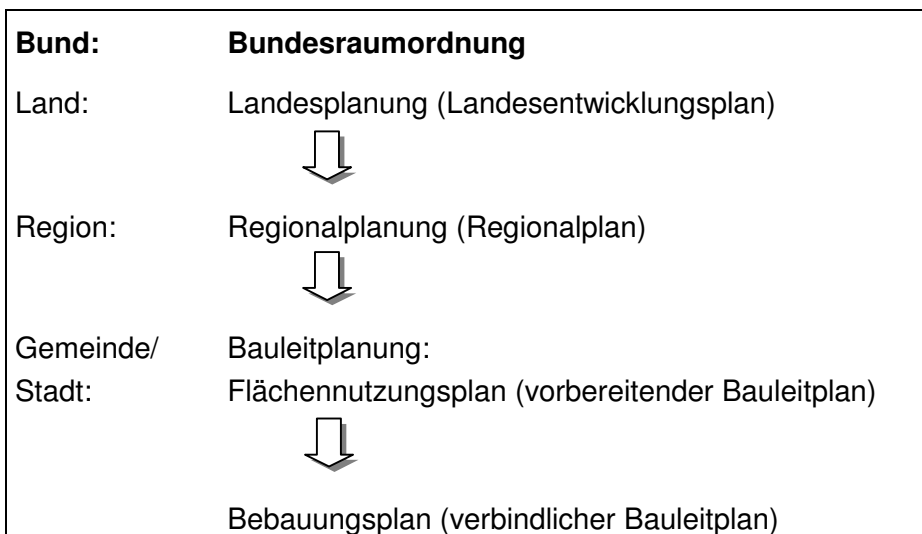 Bund: Bundesraumordnung
Land: Landesplanung (Landesentwicklungsplan)
Region: Regionalplanung (Regionalplan)
Gemeinde/ Bauleitplanung:
Stadt: Flächennutzungsplan (vorbereitender Bauleitplan)
Bebauungsplan (verbindlicher Bauleitplan)